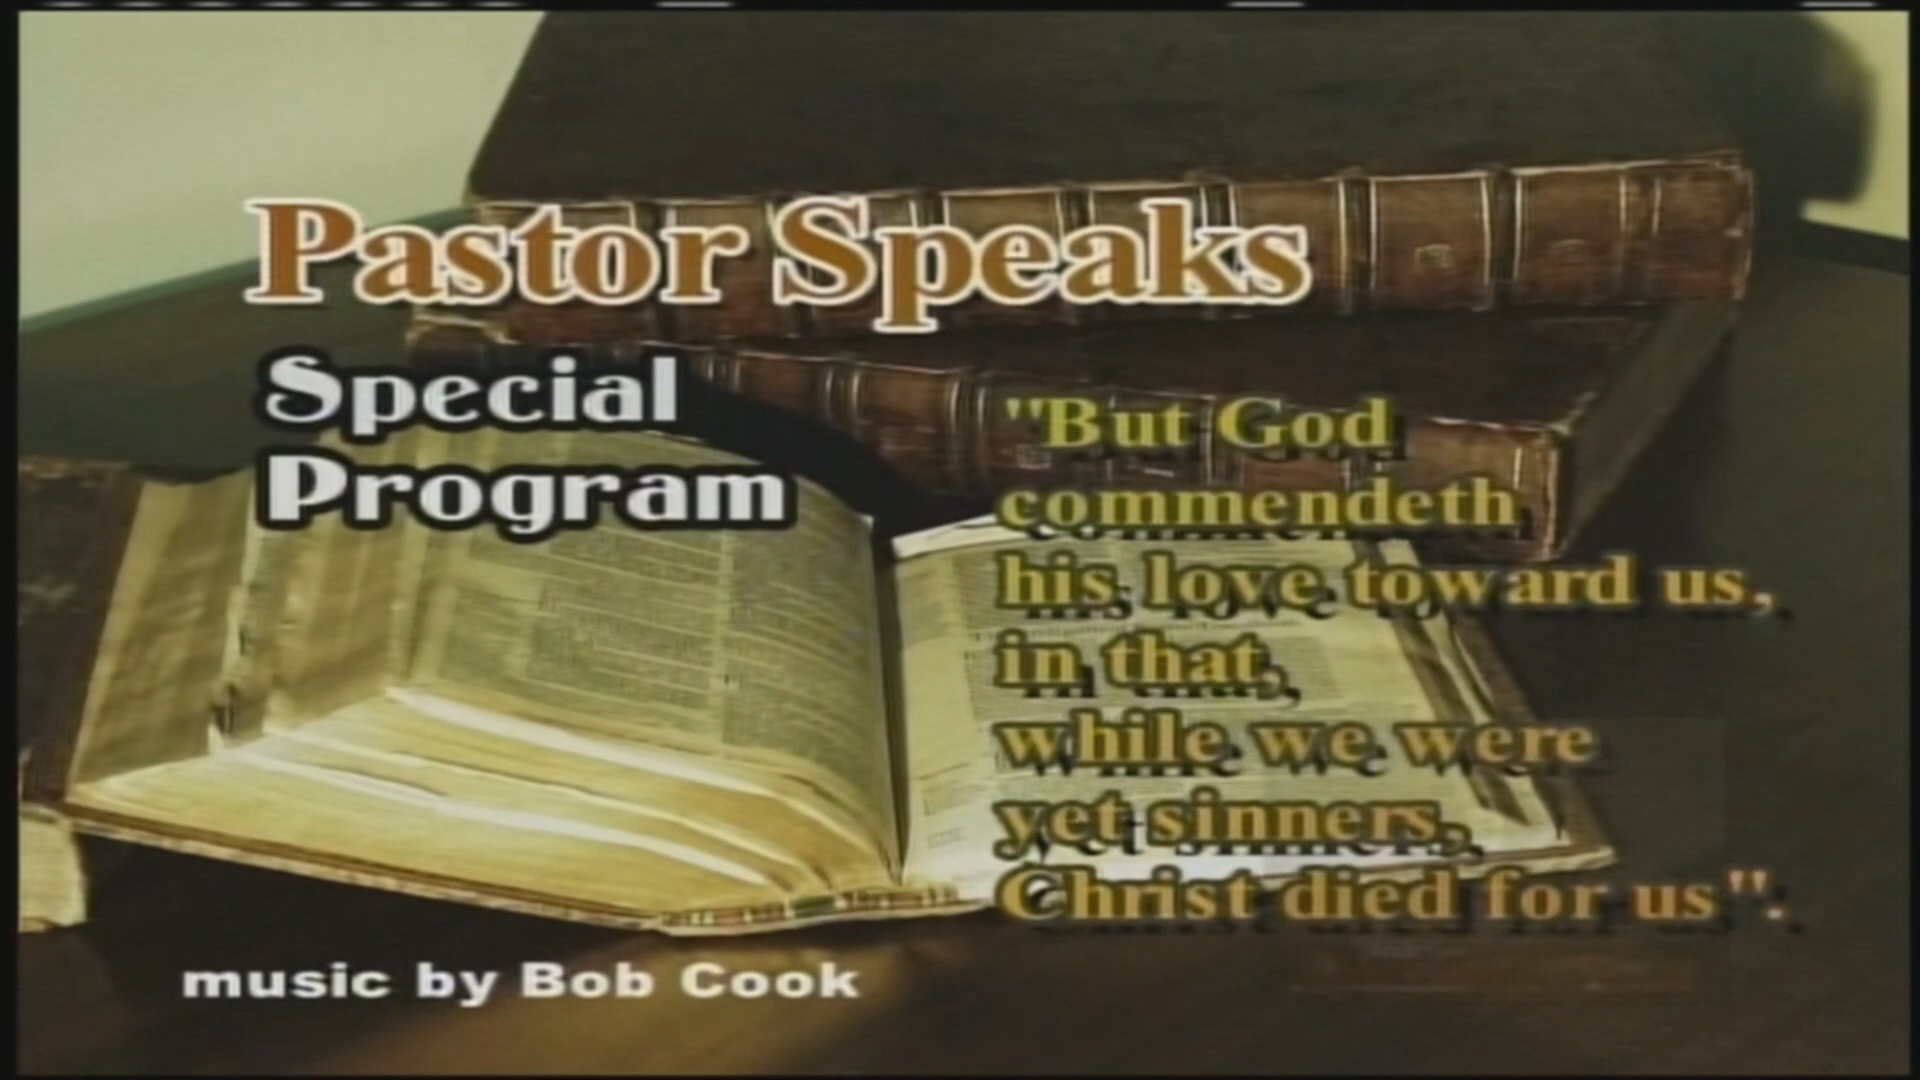 Pastor Speaks
Special
Program
"But God
commendeth
his love toward us,
in that,
while we were
yet sinners,
Christ died for us".
music by Bob Cook